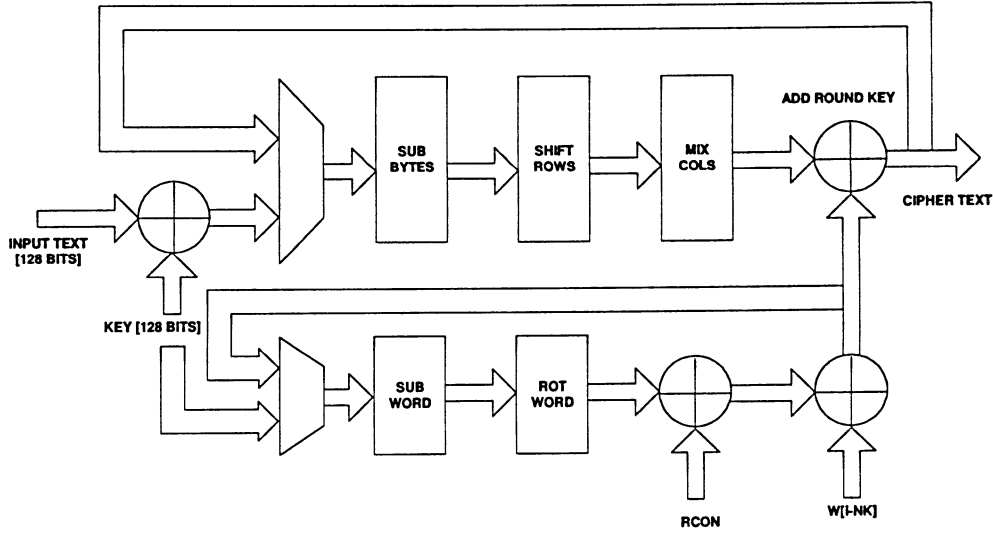 ADD ROUND KEY
SUB
BYTES
SHIFT
ROWS
MIX
COLS
CIPHER TEXT
INPUT TEXT
[128 BITS]
KEY [128 BITS]
SUB
WORD
ROT
WORD
RCON
W[I-NK]